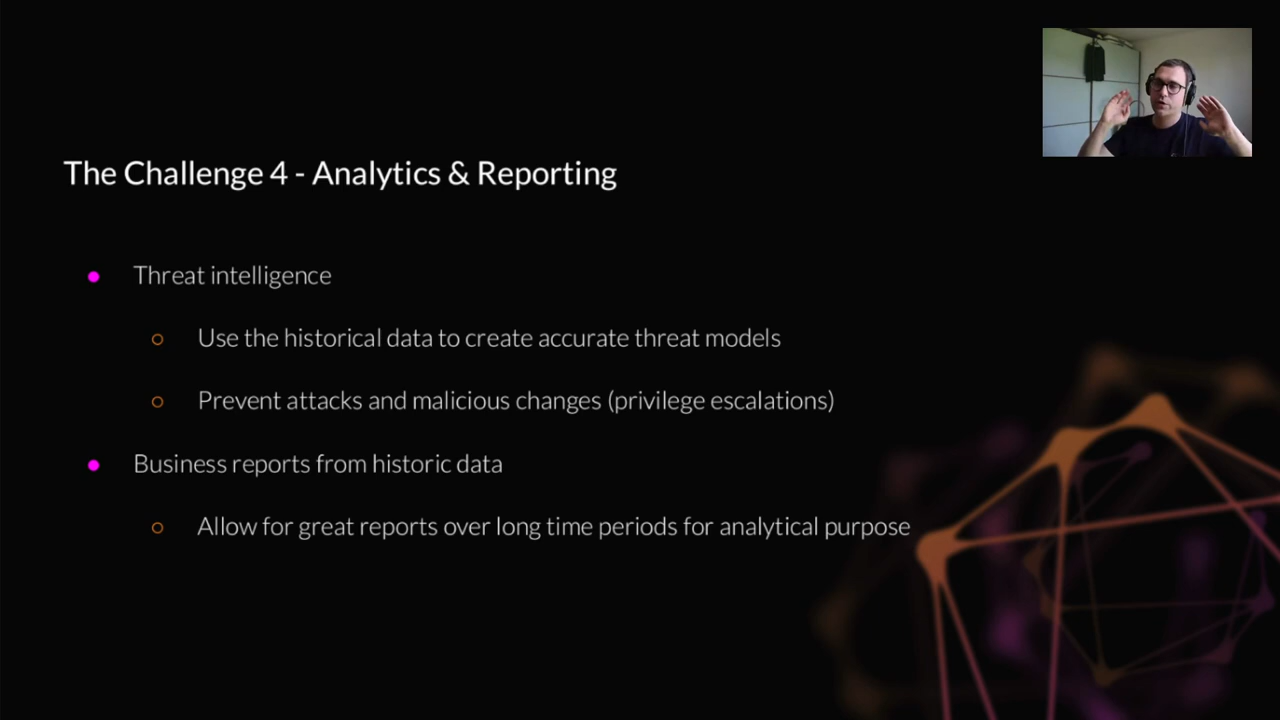 The Challenge 4 - Analytics & Reporting
Threat intelligence
Use the historical data to create accurate threat models
Prevent attacks and malicious changes (privilege escalations)
Business reports from historic data
Allow for great reports over long time periods for analytical purpose